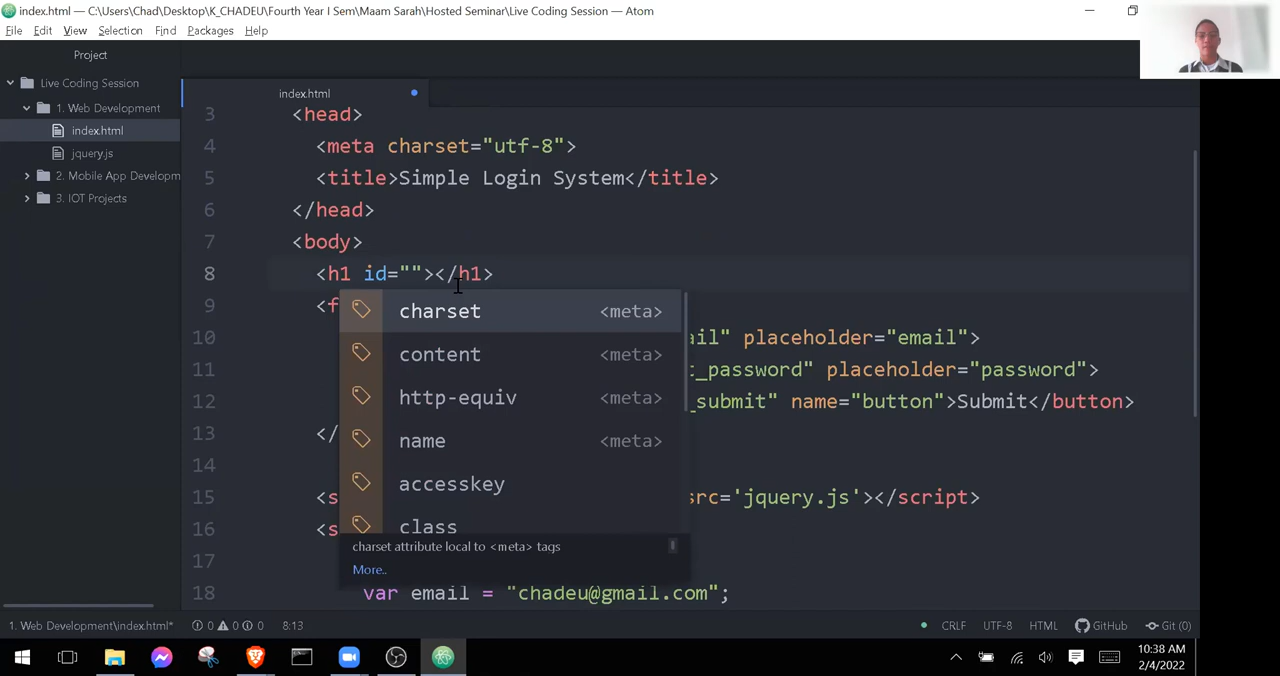 index.html — C:\Users\Chad\Desktop\K_CHADEU\Fourth Year I Sem\Maam Sarah\Hosted Seminar\Live Coding Session — Atom
File Edit View Selection Find Packages Help
Project
Live Coding Session
1. Web Development
index.html
jquery.js
2. Mobile App Developm
3. IOT Projects
index.html
3 <head>
4 <meta charset="utf-8">
5 <title>Simple Login System</title>
6 </head>
7 <body>
8 <h1 id=""></h1>
9 <f
10 ail" placeholder="email">
11 t_password" placeholder="password">
12 _submit" name="button">Submit</button>
13 </
14
15 <s src='jquery.js'></script>
16 <s
17
18 var email = "chadeu@gmail.com";
charset <meta>
content <meta>
http-equiv <meta>
name <meta>
accesskey
class
charset attribute local to <meta> tags
More..
1. Web Development\index.html* 0 0 0 8:13 CRLF UTF-8 HTML GitHub Git (0)
10:38 AM
2/4/2022